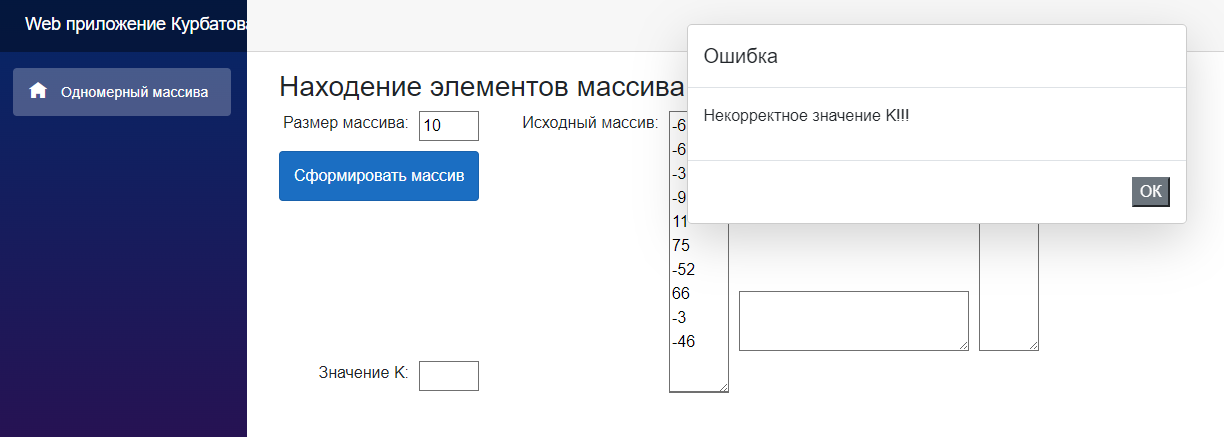 Web приложение Курбатова
Одномерный массива
Находение элементов массива
Размер массива: 10
Исходный массив:
Сформировать массив
-6
-6
-3
-9
11
75
-52
66
-3
-46
Значение K:
Ошибка
Некорректное значение K!!!
OK